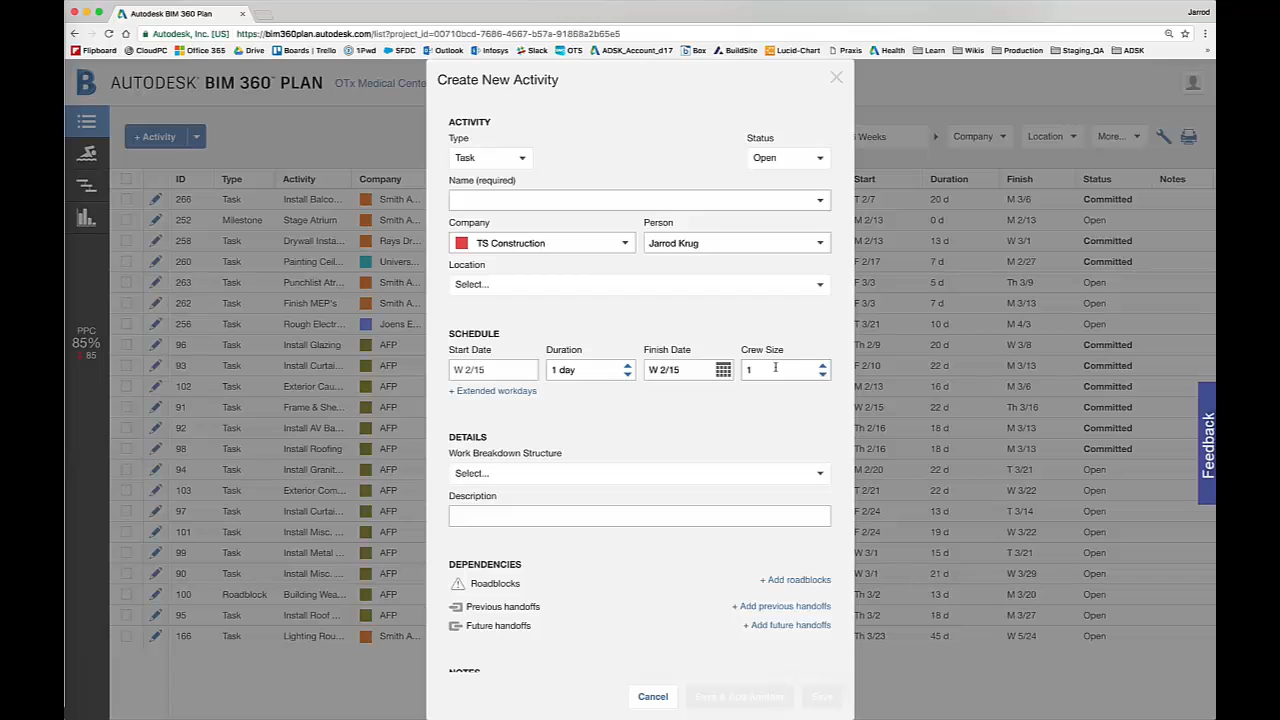 Autodesk BIM 360 Plan
Jarrod
Autodesk, Inc. [US] https://bim360plan.autodesk.com/list?project_id=00710bcd-7686-4667-b57a-91888a2b65e5
Flipboard CloudPC Office 365 Drive Boards | Trello 1Pwd SFDC Outlook Infosys Slack OTS ADSK_Account_17 Box BuildSite Lucid-Chart Praxis Health Learn Wikis Production Staging_QA ADSK
AUTODESK® BIM 360™ PLAN OTx Medical Cente
Create New Activity
+ Activity
Weeks Company Location More...
ACTIVITY
Type Status
Task Open
Name (required)
Company Person
TS Construction Jarrod Krug
Location
Select...
SCHEDULE
Start Date Duration Finish Date Crew Size
W 2/15 1 day W 2/15 1
+ Extended workdays
DETAILS
Work Breakdown Structure
Select...
Description
DEPENDENCIES
Roadblocks + Add roadblocks
Previous handoffs + Add previous handoffs
Future handoffs + Add future handoffs
NOTES
Cancel Save
ID Type Activity Company Start Duration Finish Status Notes
266 Task Install Balco... Smith A... T 2/7 20 d M 3/6 Committed
252 Milestone Stage Atrium M 2/13 0 d M 2/13 Open
258 Task Drywall Insta... Rays Dr... M 2/13 13 d W 3/1 Committed
260 Task Painting Ceil... Univers... F 2/17 7 d M 2/27 Committed
263 Task Punchlist Atr... Smith A... F 3/3 5 d Th 3/9 Committed
262 Task Finish MEP's Smith A... F 3/3 7 d M 3/13 Committed
256 Task Rough Electr... Joens E... T 3/21 10 d M 4/3 Committed
96 Task Install Glazing AFP Th 2/9 20 d W 3/8 Committed
93 Task Install Curtai... AFP F 2/10 22 d M 3/13 Committed
102 Task Exterior Cau... AFP M 2/13 16 d M 3/6 Committed
91 Task Frame & She... AFP W 2/15 22 d Th 3/16 Committed
92 Task Install AV Ba... AFP Th 2/16 18 d M 3/13 Committed
98 Task Install Roofing AFP Th 2/16 18 d M 3/13 Committed
94 Task Install Granit... AFP M 2/20 22 d T 3/21 Open
103 Task Exterior Com... AFP T 2/21 22 d W 3/22 Open
97 Task Install Curtai... AFP F 2/24 13 d T 3/14 Open
101 Task Install Misc. ... AFP F 2/24 19 d W 3/22 Open
99 Task Install Metal ... AFP W 3/1 15 d T 3/21 Open
90 Task Install Misc. ... AFP W 3/1 21 d W 3/29 Open
100 Roadblock Building Wea... AFP Th 3/2 13 d M 3/20 Open
95 Task Install Roof ... AFP Th 3/2 18 d M 3/27 Open
166 Task Lighting Rou... Smith A... Th 3/23 45 d W 5/24 Open
PPC
85%
85
Feedback